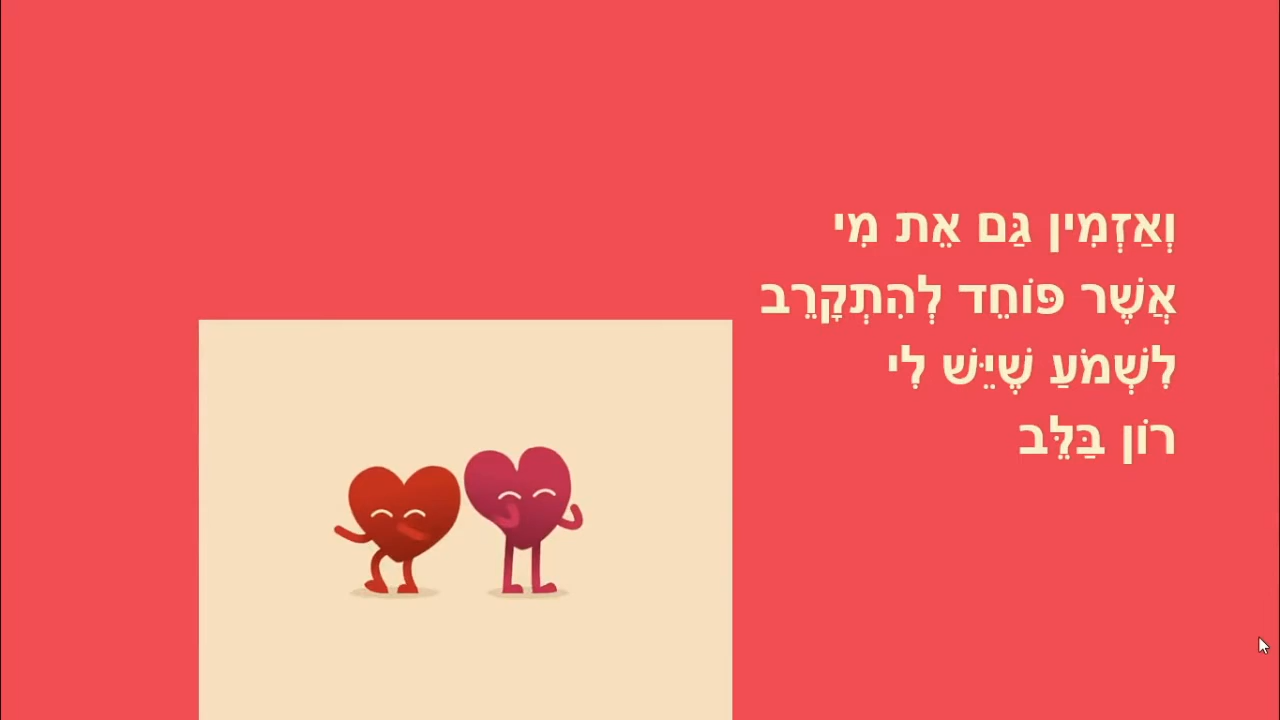 וְאַזְמִין גַּם אֵת מִי
אֲשֶׁר פּוֹחֵד לְהִתְקָרֵב
לִשְׁמֹעַ שֶׁיֵּשׁ לִי
רוֹן בַּלֵּב